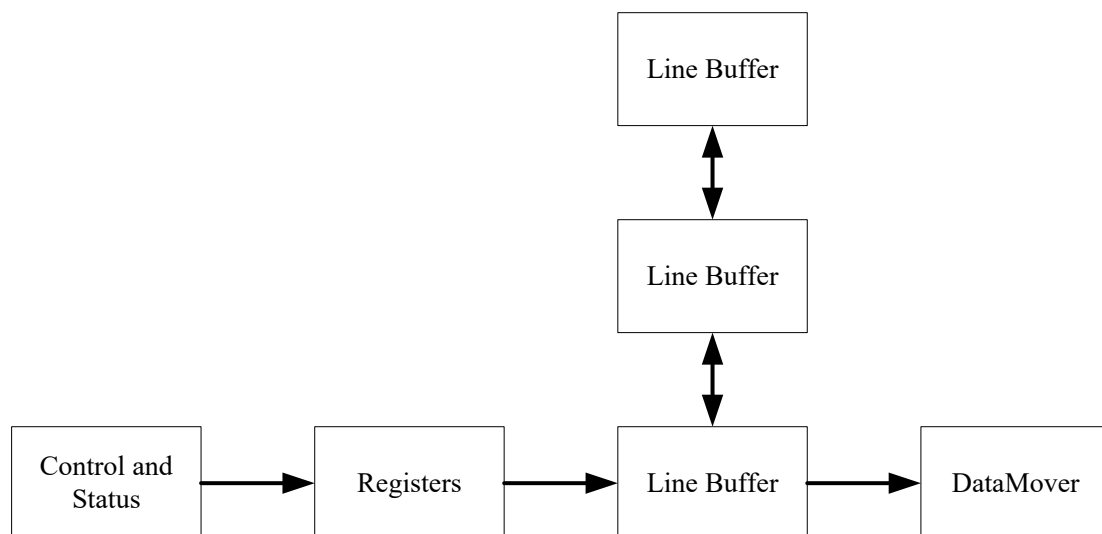 Line Buffer
Line Buffer
Control and
Status
Registers
Line Buffer
DataMover